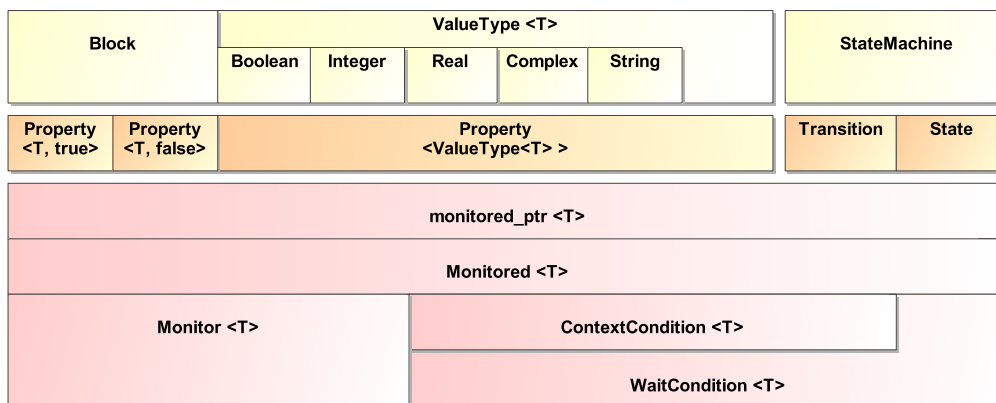 Block
ValueType <T>
Boolean
Integer
Real
Complex
String
StateMachine
Property
<T, true>
Property
<T, false>
Property
<ValueType<T> >
Transition
State
monitored_ptr <T>
Monitored <T>
Monitor <T>
ContextCondition <T>
WaitCondition <T>